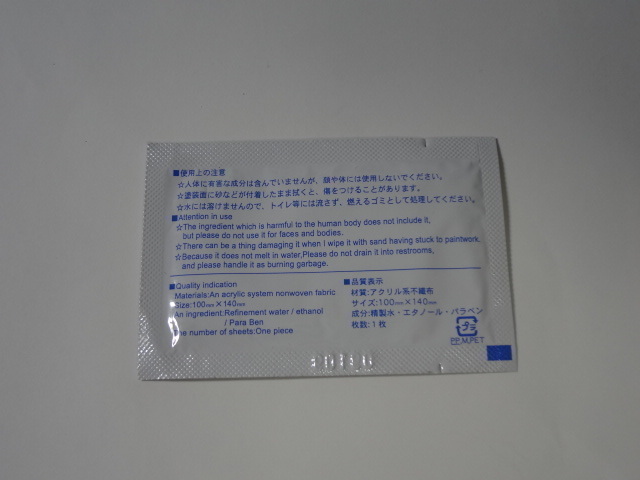 ■使用上の注意
☆人体に有害な成分は含んでいませんが、顔や体には使用しないでください。
☆塗装面に砂などが付着したまま拭くと、傷をつけることがあります。
☆水には溶けませんので、トイレ等には流さず、燃えるゴミとして処理してください。
■Attention in use
☆The ingredient which is harmful to the human body does not include it,
but please do not use it for faces and bodies.
☆There can be a thing damaging it when I wipe it with sand having stuck to paintwork.
☆Because it does not melt in water,Please do not drain it into restrooms,
and please handle it as burning garbage.
■Quality indication
Materials:An acrylic system nonwoven fabric
Size:100mm×140mm
An ingredient:Refinement water / ethanol
/ Para Ben
The number of sheets:One piece
■品質表示
材質:アクリル系不織布
サイズ:100mm×140mm
成分:精製水・エタノール・パラベン
枚数:1枚
プラ
PP,M,PET